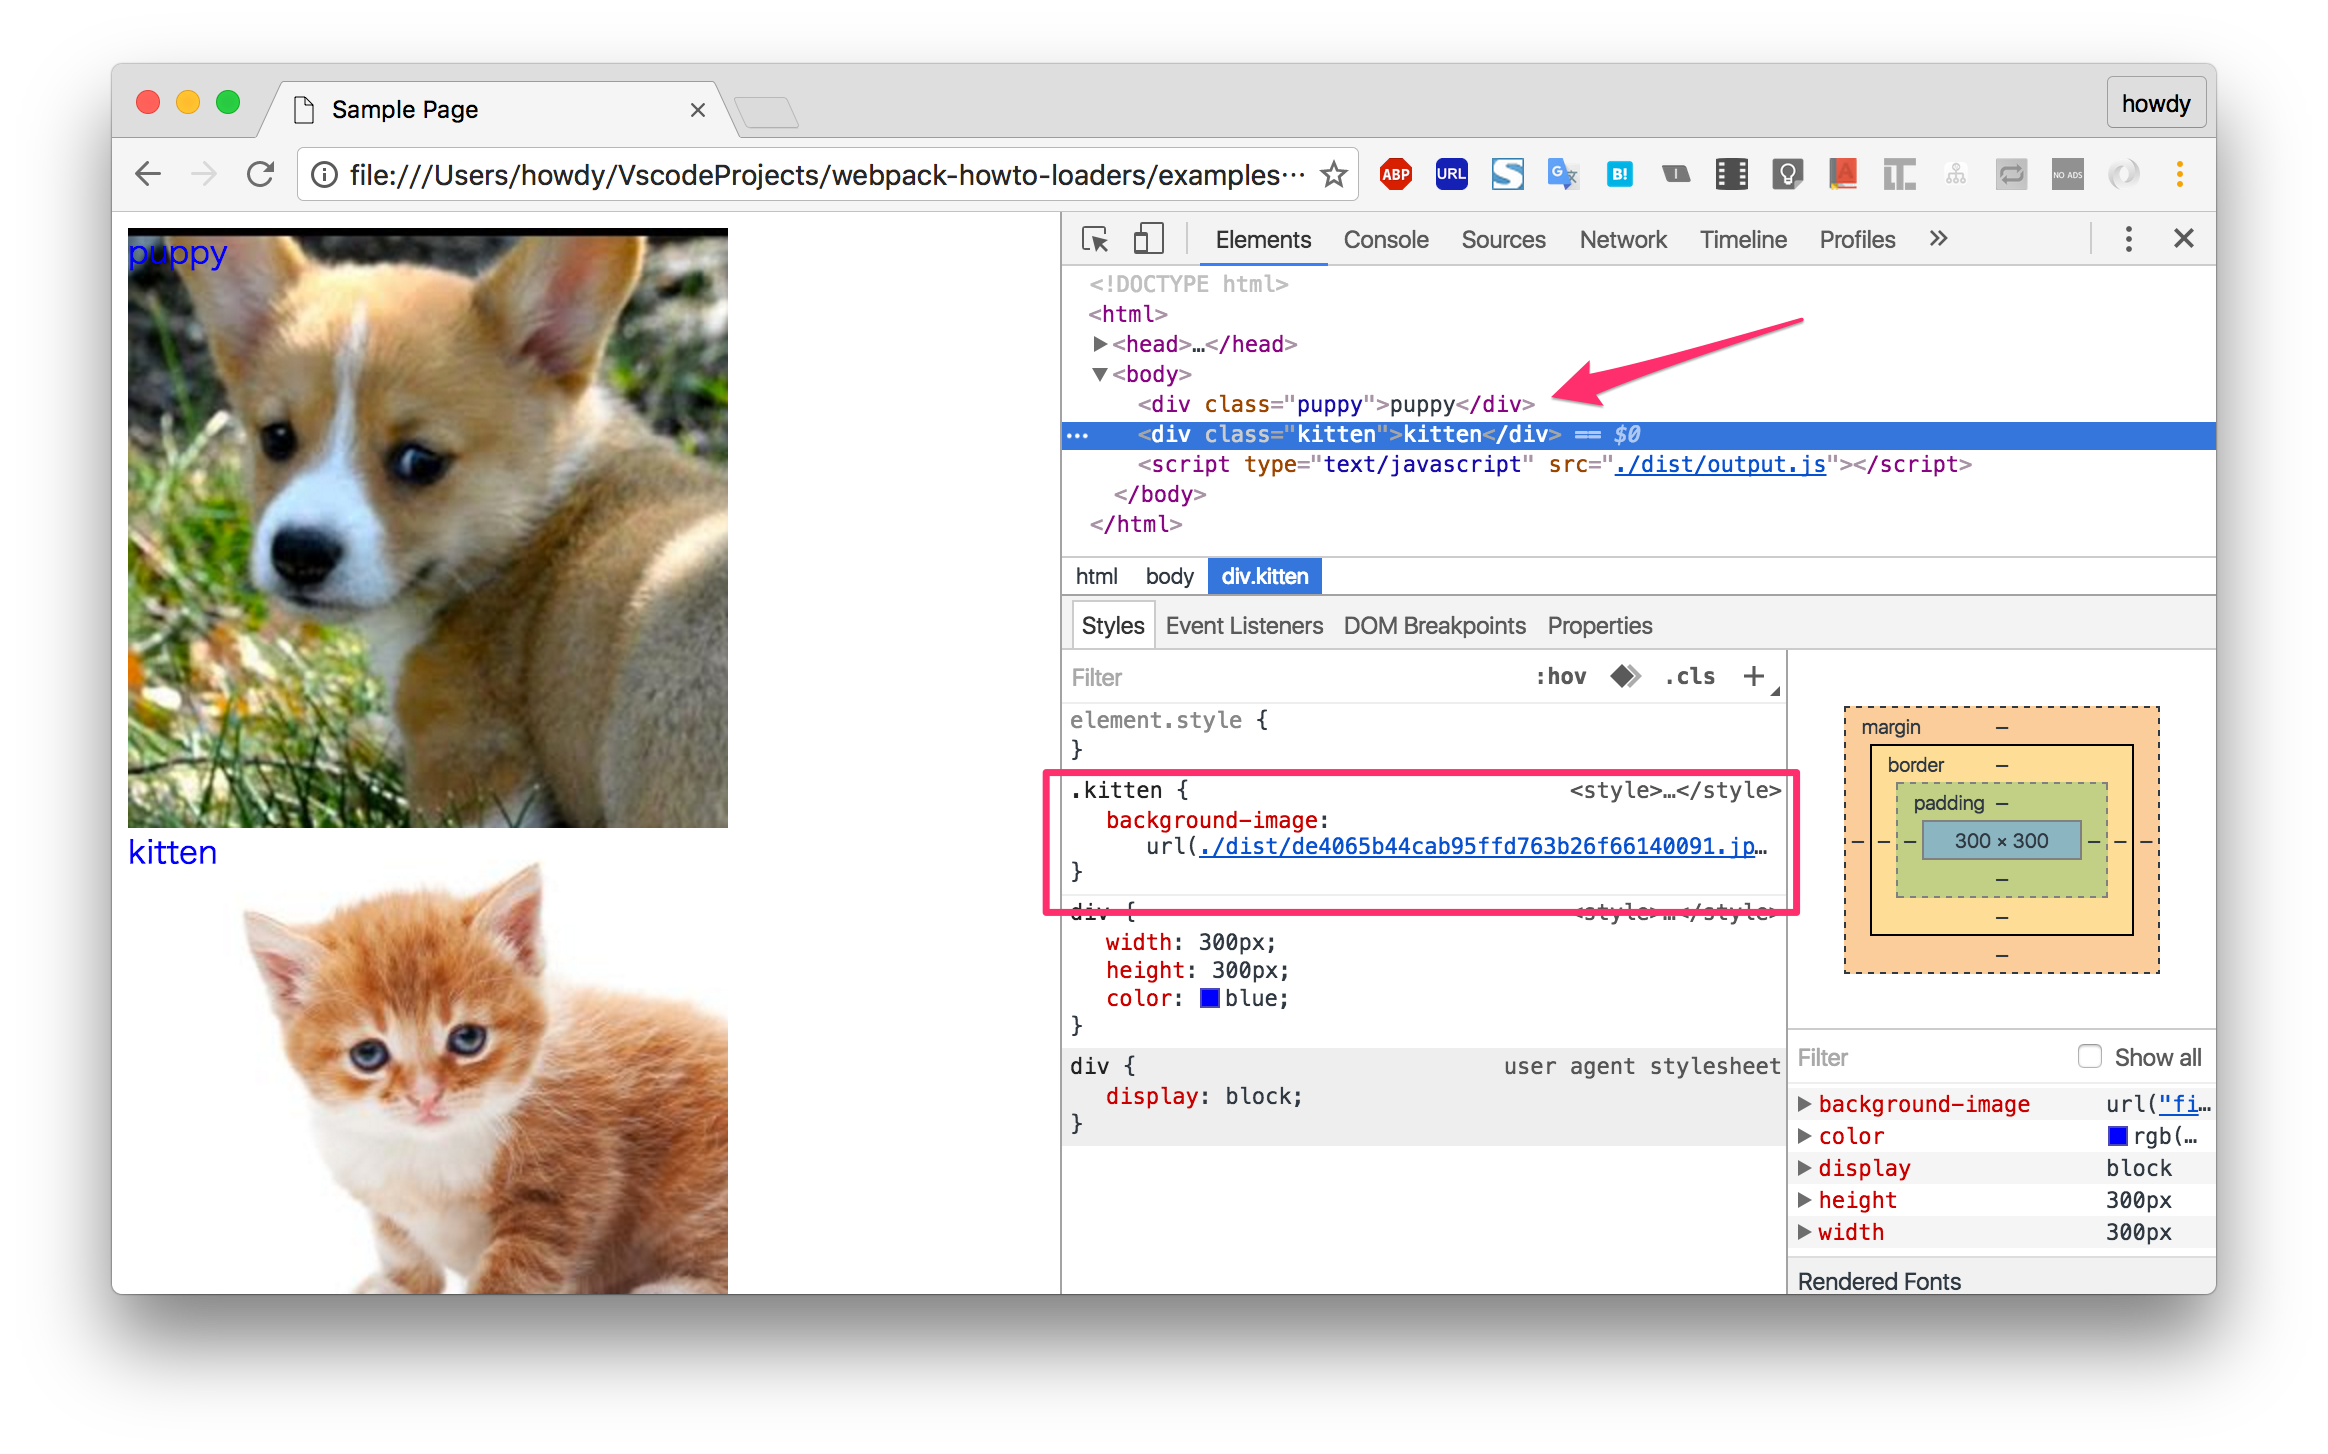 Sample Page
howdy
file:///Users/howdy/VscodeProjects/webpack-howto-loaders/examples…
ABP
URL
S
G
B!
NO ADS
puppy
kitten
Elements Console Sources Network Timeline Profiles »
<!DOCTYPE html>
<html>
<head>…</head>
<body>
<div class="puppy">puppy</div>
<div class="kitten">kitten</div> == $0
<script type="text/javascript" src="./dist/output.js"></script>
</body>
</html>
html body div.kitten
Styles Event Listeners DOM Breakpoints Properties
Filter :hov .cls +
element.style {
}
.kitten { <style>…</style>
background-image:
url(./dist/de4065b44cab95ffd763b26f66140091.jp…
}
div { <style>…</style>
width: 300px;
height: 300px;
color: blue;
}
div { user agent stylesheet
display: block;
}
margin –
border –
padding –
– – – 300 × 300 – – –
–
–
–
Filter Show all
background-image url("fi…
color rgb(…
display block
height 300px
width 300px
Rendered Fonts